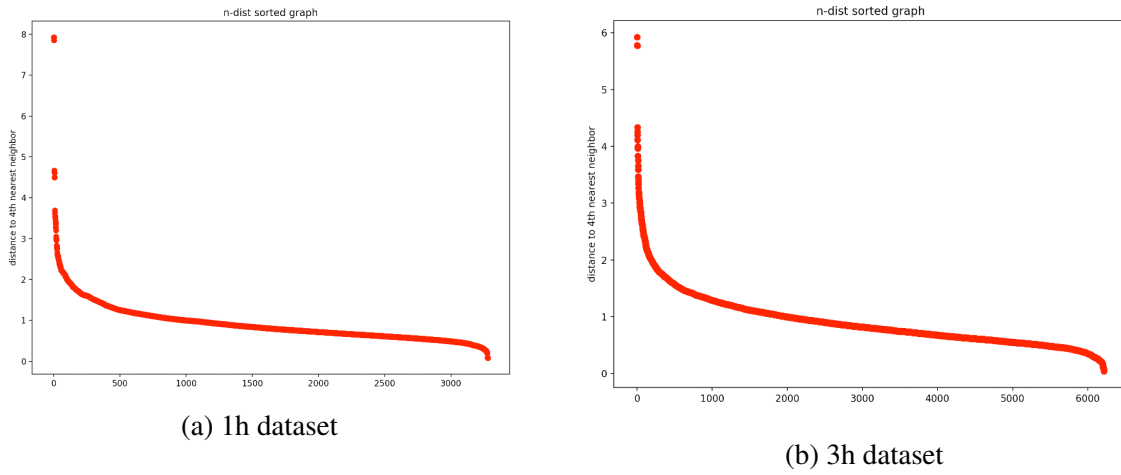 n-dist sorted graph
distance to 4th nearest neighbor
8
7
6
5
4
3
2
1
0
0 500 1000 1500 2000 2500 3000
(a) 1h dataset
n-dist sorted graph
distance to 4th nearest neighbor
6
5
4
3
2
1
0
0 1000 2000 3000 4000 5000 6000
(b) 3h dataset